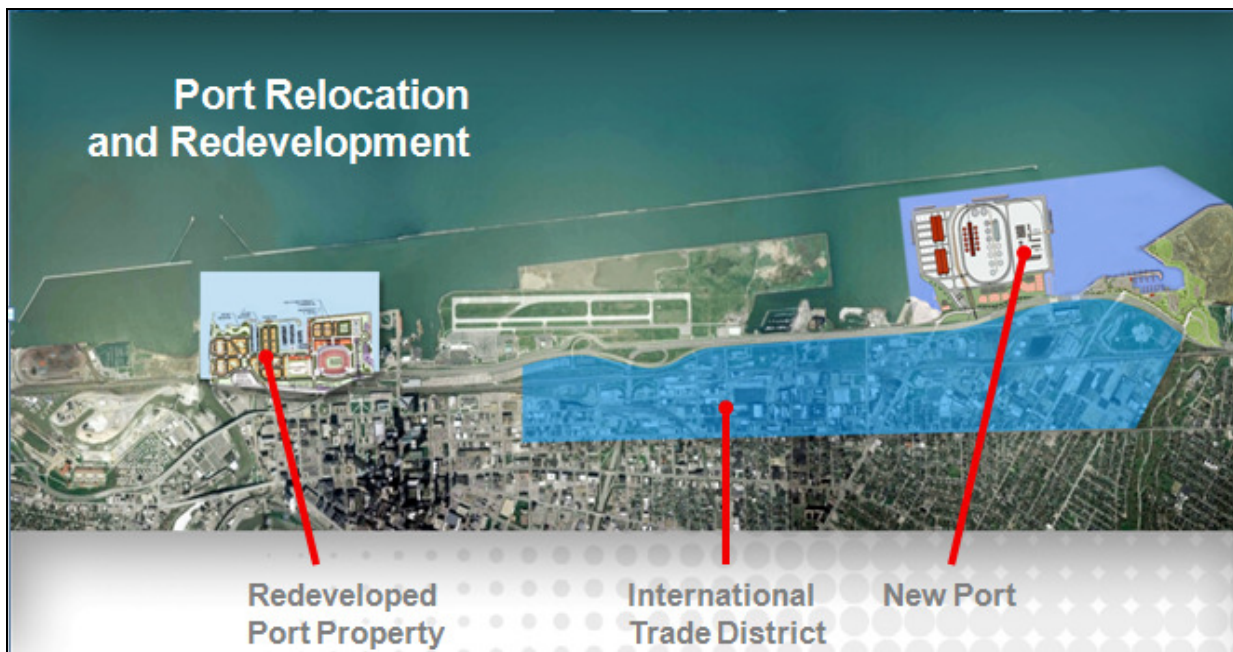 Port Relocation
and Redevelopment
Redeveloped
Port Property
International
Trade District
New Port